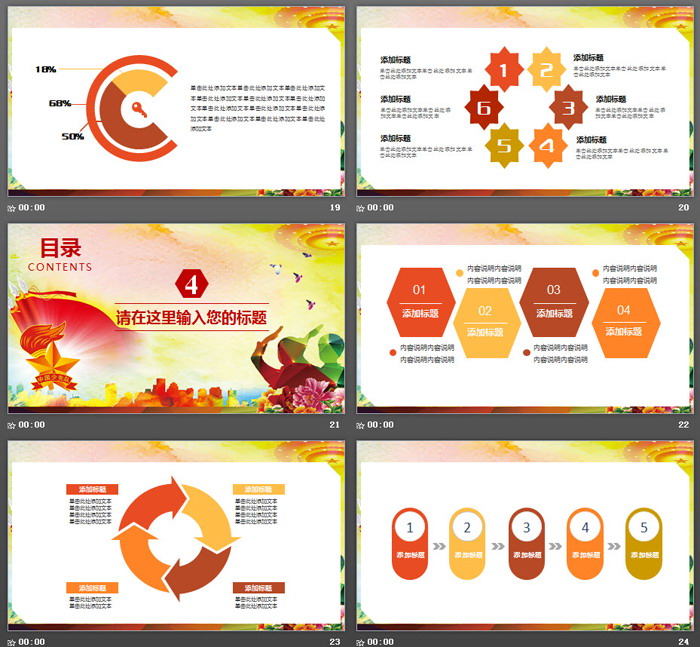 18%
68%
50%
单击此处添加文本单击此处添加文本单击此处添加文
本单击此处添加文本单击此处添加文本单击此处添加文
本单击此处添加文本单击此处添加文本单击此处添加
文本单击此处添加文本单击此处添加文本单击此处
添加文本
00:00
19
添加标题
单击此处添加文本单击此处添加文本单
击此处添加文本
添加标题
单击此处添加文本单击此处添加
文本单击此处添加文本
添加标题
单击此处添加文本单击此处添加
文本单击此处添加文本
1
2
6
3
5
4
添加标题
单击此处添加文本单击此处添加文本单
击此处添加文本
添加标题
单击此处添加文本单击此处添加文
本单击此处添加文本
添加标题
单击此处添加文本单击此处添加文
本单击此处添加文本
00:00
20
目录
CONTENTS
4
请在这里输入您的标题
中国少先队
00:00
21
01
添加标题
内容说明内容说明
内容说明内容说明
02
添加标题
内容说明内容说明
内容说明内容说明
03
添加标题
内容说明内容说明
内容说明内容说明
04
添加标题
内容说明内容说明
内容说明内容说明
00:00
22
添加标题
单击此处添加文本
单击此处添加文本
单击此处添加文本
单击此处添加文本
添加标题
单击此处添加文本
单击此处添加文本
单击此处添加文本
单击此处添加文本
添加标题
单击此处添加文本
单击此处添加文本
添加标题
单击此处添加文本
单击此处添加文本
00:00
23
1
添加标题
2
添加标题
3
添加标题
4
添加标题
5
添加标题
00:00
24